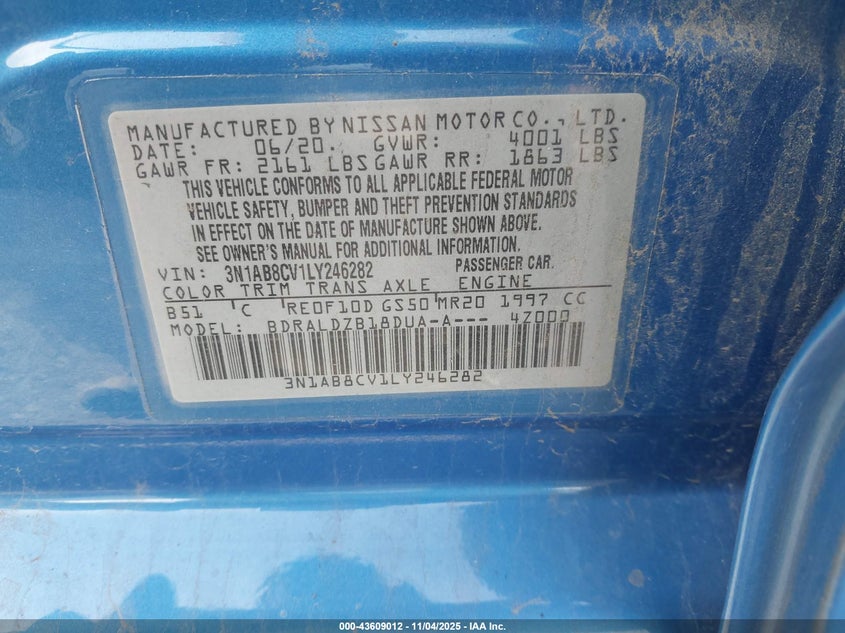 MANUFACTURED BY NISSAN MOTOR CO., LTD.
DATE: 06/20. GVWR: 4001 LBS
GAWR FR: 2161 LBS GAWR RR: 1863 LBS
THIS VEHICLE CONFORMS TO ALL APPLICABLE FEDERAL MOTOR
VEHICLE SAFETY, BUMPER AND THEFT PREVENTION STANDARDS
IN EFFECT ON THE DATE OF MANUFACTURE SHOWN ABOVE.
SEE OWNER'S MANUAL FOR ADDITIONAL INFORMATION.
VIN: 3N1AB8CV1LY246282 PASSENGER CAR.
COLOR TRIM TRANS AXLE ENGINE
B51 C RE0F10D GS50 MR20 1997 CC
MODEL: BDRALDZB18DUA-A--- 4Z000
3N1AB8CV1LY246282
000-43609012 - 11/04/2025 - IAA Inc.